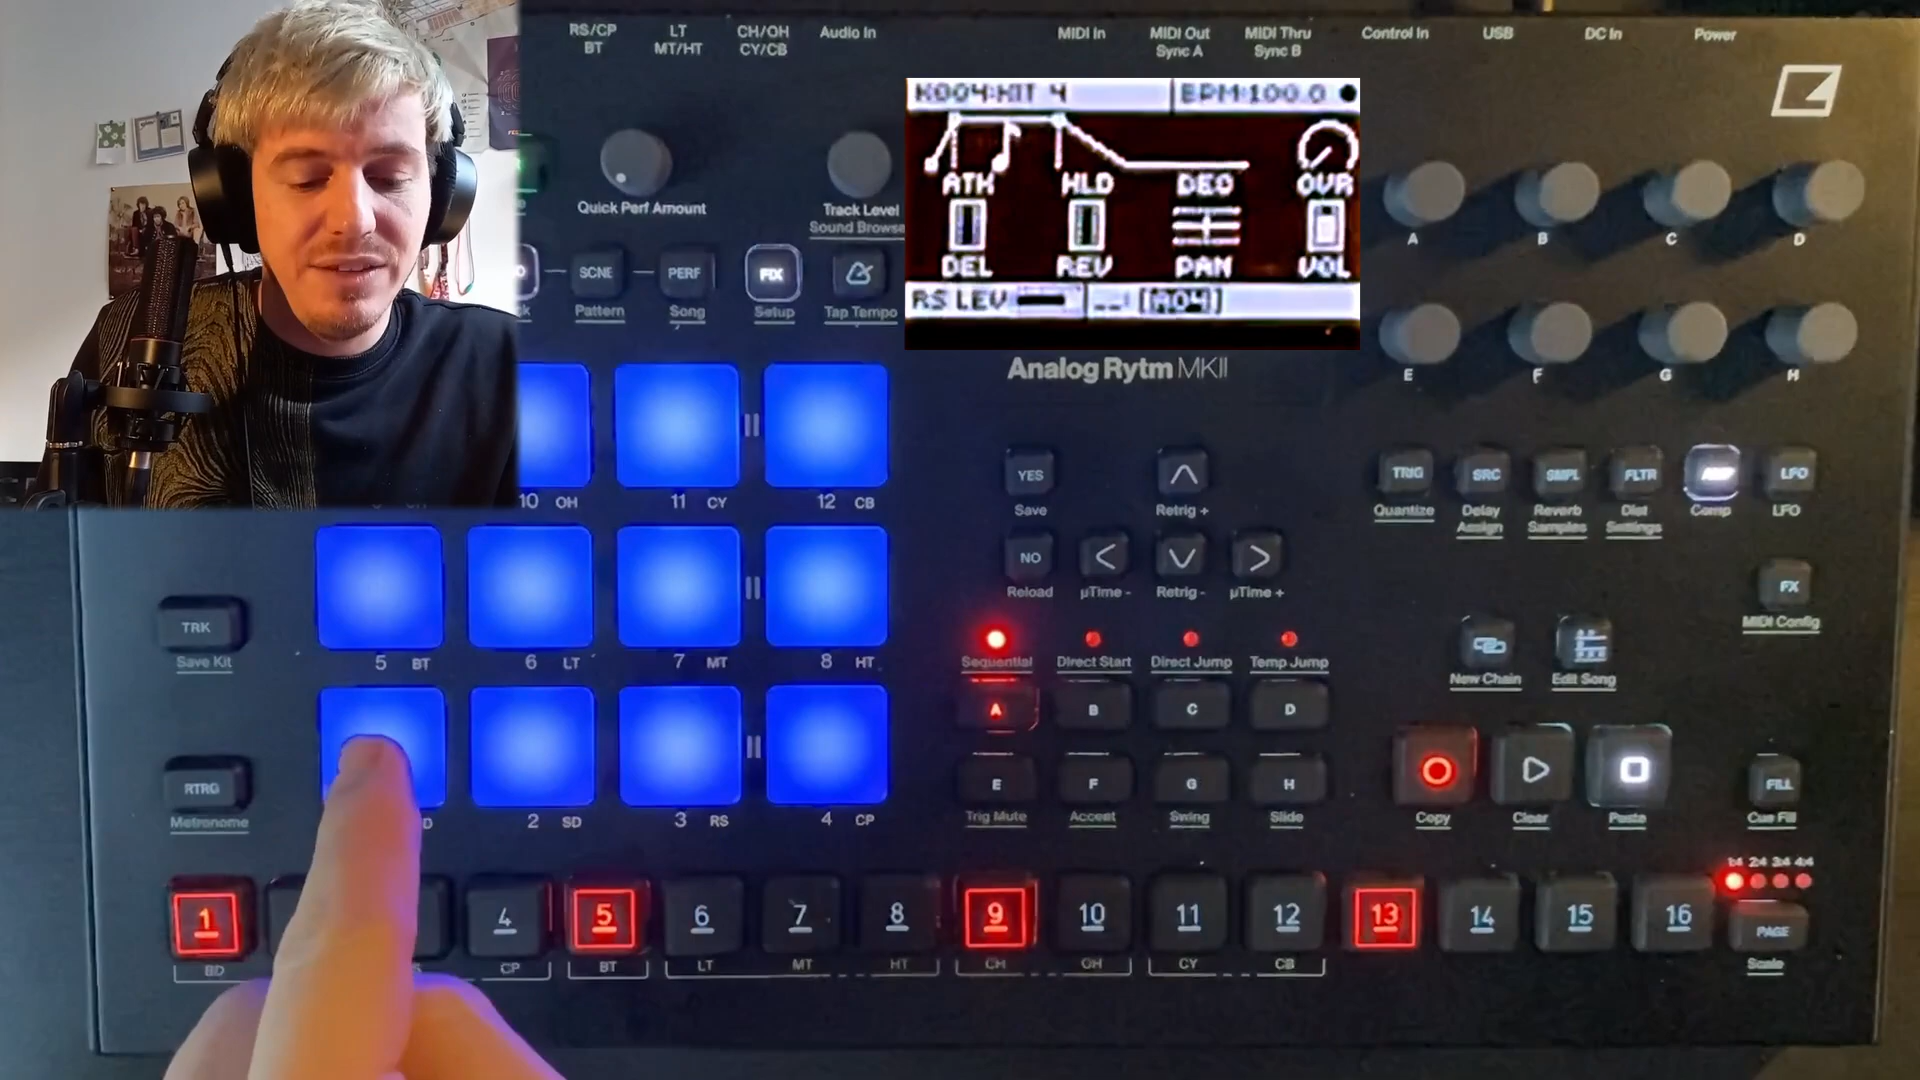 RS/CP LT CH/OH Audio In MIDI In MIDI Out MIDI Thru Control In USB DC In Power
BT MT/HT CY/CB Sync A Sync B
K004:KIT 4 BPM:100.0
ATK HLD DEC OVR
DEL REV PAN VOL
RS LEV [A04]
Quick Perf Amount
Track Level
Sound Browse
A B C D
SCNE PERF FIX
Pattern Song Setup Tap Tempo
Analog Rytm MKII
E F G H
YES
Save Retrig +
TRIG SRC SMPL FLTR AMP LFO
Quantize Delay Reverb Dist Comp LFO
Assign Samples Settings
10 OH 11 CY 12 CB
NO
Reload µTime - Retrig - µTime +
FX
MIDI Config
TRK
Save Kit
5 BT 6 LT 7 MT 8 HT
Sequential Direct Start Direct Jump Temp Jump
New Chain Edit Song
A B C D
E F G H
Trig Mute Accent Swing Slide
RTRG
Metronome
D 2 SD 3 RS 4 CP
Copy Clear Paste
FILL
Cue Fill
1:4 2:4 3:4 4:4
1 4 5 6 7 8 9 10 11 12 13 14 15 16
PAGE
Scale
BD S CP BT LT MT HT CH OH CY CB